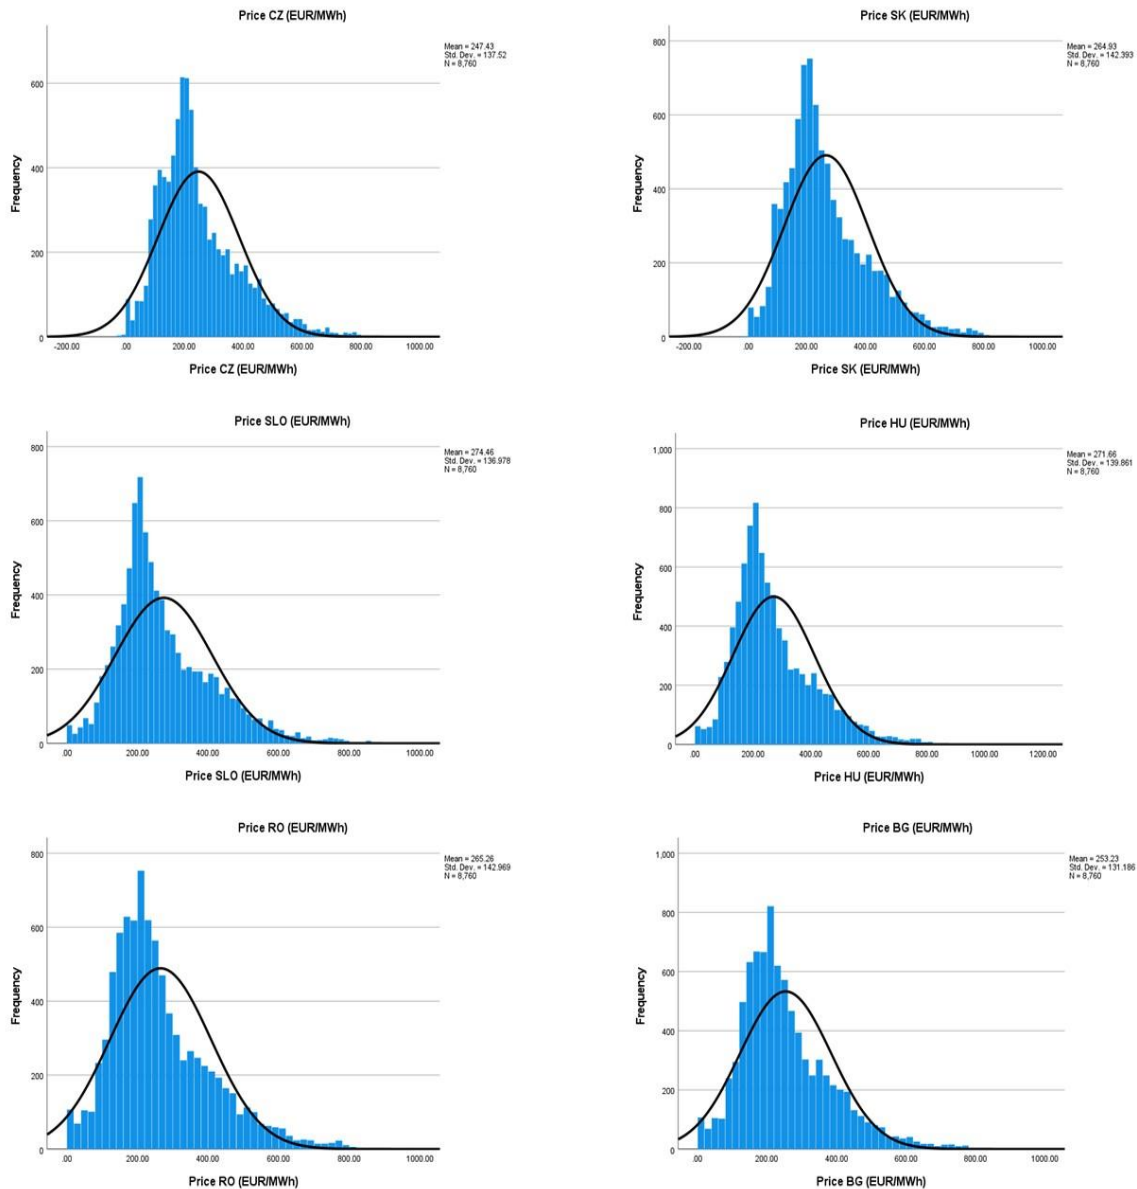 Price CZ (EUR/MWh)
Mean = 247.43
Std. Dev. = 137.52
N = 8,760
600
400
200
0
Frequency
-200.00 .00 200.00 400.00 600.00 800.00 1000.00
Price CZ (EUR/MWh)
Price SK (EUR/MWh)
Mean = 264.93
Std. Dev. = 142.393
N = 8,760
800
600
400
200
0
Frequency
-200.00 .00 200.00 400.00 600.00 800.00 1000.00
Price SK (EUR/MWh)
Price SLO (EUR/MWh)
Mean = 274.46
Std. Dev. = 136.978
N = 8,760
800
600
400
200
0
Frequency
.00 200.00 400.00 600.00 800.00 1000.00
Price SLO (EUR/MWh)
Price HU (EUR/MWh)
Mean = 271.66
Std. Dev. = 139.861
N = 8,760
1,000
800
600
400
200
0
Frequency
.00 200.00 400.00 600.00 800.00 1000.00 1200.00
Price HU (EUR/MWh)
Price RO (EUR/MWh)
Mean = 265.26
Std. Dev. = 142.969
N = 8,760
800
600
400
200
0
Frequency
.00 200.00 400.00 600.00 800.00 1000.00
Price RO (EUR/MWh)
Price BG (EUR/MWh)
Mean = 253.23
Std. Dev. = 131.186
N = 8,760
1,000
800
600
400
200
0
Frequency
.00 200.00 400.00 600.00 800.00 1000.00
Price BG (EUR/MWh)